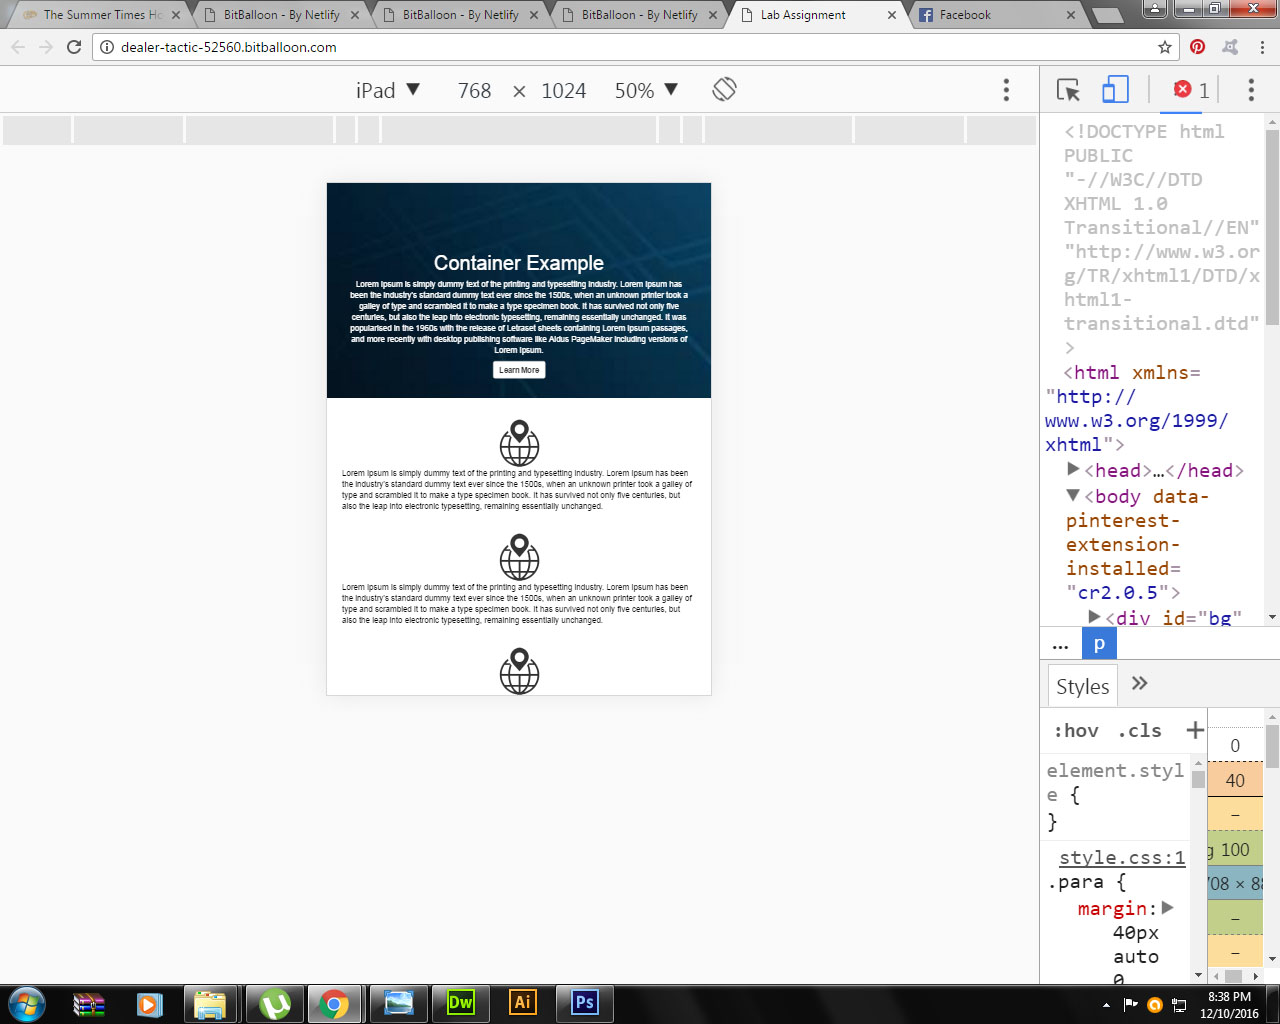 The Summer Times Ho
BitBalloon - By Netlify
BitBalloon - By Netlify
BitBalloon - By Netlify
Lab Assignment
Facebook
dealer-tactic-52560.bitballoon.com
iPad ▼ 768 × 1024 50% ▼
1
<!DOCTYPE html
PUBLIC
"-//W3C//DTD
XHTML 1.0
Transitional//EN"
"http://www.w3.or
g/TR/xhtml1/DTD/x
html1-
transitional.dtd"
>
<html xmlns=
"http://
www.w3.org/1999/
xhtml">
▶<head>…</head>
▼<body data-
pinterest-
extension-
installed=
"cr2.0.5">
▶<div id="bg"
... p
Styles »
:hov .cls +
element.styl
e {
}
style.css:1
.para {
margin:▶
40px
auto
0
0
40
–
g 100
708 × 88
–
–
Container Example
Lorem Ipsum is simply dummy text of the printing and typesetting industry. Lorem Ipsum has
been the industry's standard dummy text ever since the 1500s, when an unknown printer took a
galley of type and scrambled it to make a type specimen book. It has survived not only five
centuries, but also the leap into electronic typesetting, remaining essentially unchanged. It was
popularised in the 1960s with the release of Letraset sheets containing Lorem Ipsum passages,
and more recently with desktop publishing software like Aldus PageMaker including versions of
Lorem Ipsum.
Learn More
Lorem Ipsum is simply dummy text of the printing and typesetting industry. Lorem Ipsum has been
the industry's standard dummy text ever since the 1500s, when an unknown printer took a galley of
type and scrambled it to make a type specimen book. It has survived not only five centuries, but
also the leap into electronic typesetting, remaining essentially unchanged.
Lorem Ipsum is simply dummy text of the printing and typesetting industry. Lorem Ipsum has been
the industry's standard dummy text ever since the 1500s, when an unknown printer took a galley of
type and scrambled it to make a type specimen book. It has survived not only five centuries, but
also the leap into electronic typesetting, remaining essentially unchanged.
Dw
Ai
Ps
8:38 PM
12/10/2016